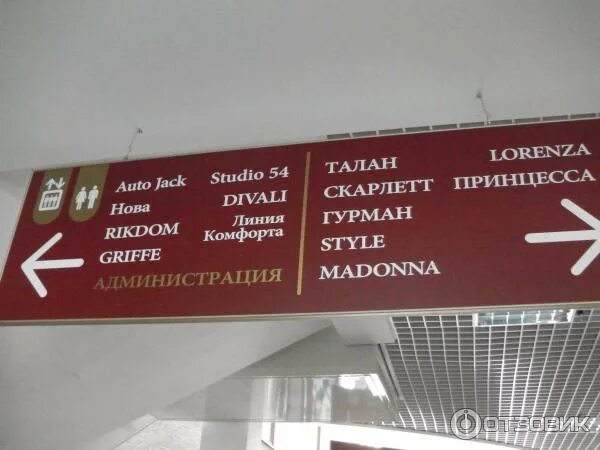 Auto Jack
Нова
RIKDOM
GRIFFE
Studio 54
DIVALI
Линия
Комфорта
АДМИНИСТРАЦИЯ
ТАЛАН
СКАРЛЕТТ
ГУРМАН
STYLE
MADONNA
LORENZA
ПРИНЦЕССА
ОТЗОВИК